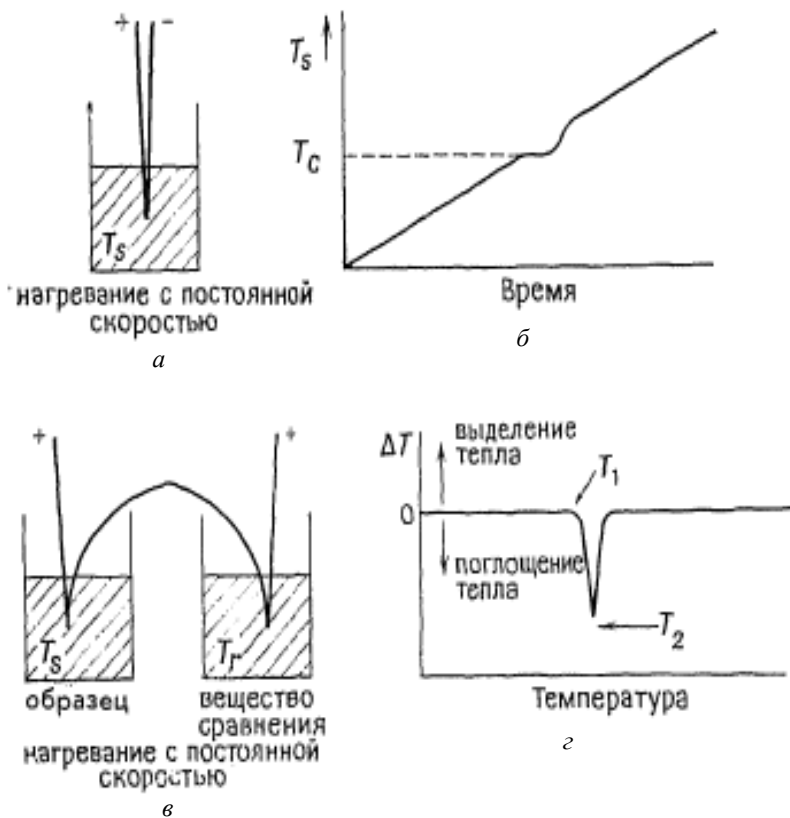 + −
T_s
нагревание с постоянной
скоростью
а
T_s
T_c
Время
б
+ +
T_s
T_r
образец
вещество
сравнения
нагревание с постоянной
скоростью
в
ΔT
выделение
тепла
T_1
0
поглощение
тепла
T_2
Температура
г